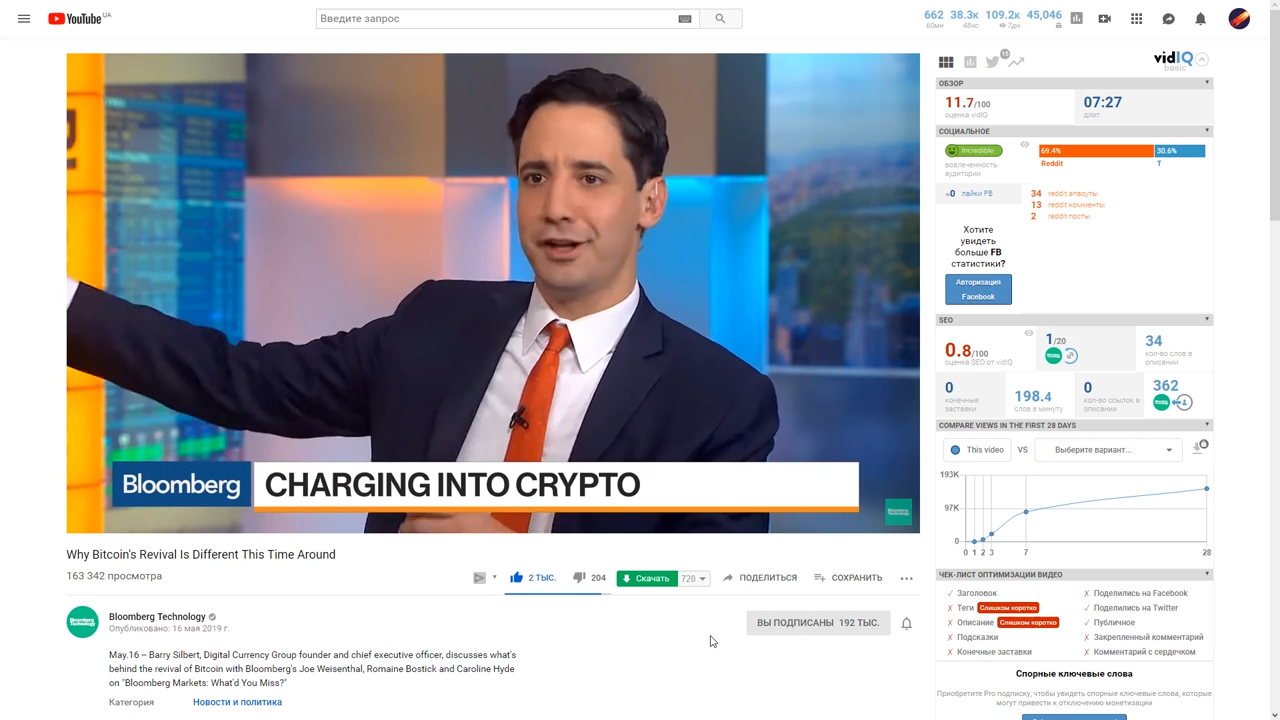 YouTube UA
Введите запрос
662 38.3k 109.2k 45,046
60мн 48чс 7дн
15
vidIQ
basic
ОБЗОР
11.7/100
оценка vidIQ
07:27
длит.
СОЦИАЛЬНОЕ
Incredible
вовлеченность
аудитории
69.4% 30.6%
Reddit T
0 лайки FB
34 reddit апвоуты
13 reddit комменты
2 reddit посты
Хотите
увидеть
больше FB
статистики?
Авторизация
Facebook
SEO
0.8/100
оценка SEO от vidIQ
1/20
34
кол-во слов в
описании
0
конечные
заставки
198.4
слов в минуту
0
кол-во ссылок в
описании
362
COMPARE VIEWS IN THE FIRST 28 DAYS
This video VS Выберите вариант...
193K
97K
0
0 1 2 3 7 28
ЧЕК-ЛИСТ ОПТИМИЗАЦИИ ВИДЕО
Заголовок
Теги Слишком коротко
Описание Слишком коротко
Подсказки
Конечные заставки
Поделились на Facebook
Поделились на Twitter
Публичное
Закрепленный комментарий
Комментарий с сердечком
Спорные ключевые слова
Приобретите Pro подписку, чтобы увидеть спорные ключевые слова, которые
могут привести к отключению монетизации
Bloomberg CHARGING INTO CRYPTO
Why Bitcoin's Revival Is Different This Time Around
163 342 просмотра
2 ТЫС. 204 Скачать 720 ПОДЕЛИТЬСЯ СОХРАНИТЬ
Bloomberg Technology
Опубликовано: 16 мая 2019 г.
ВЫ ПОДПИСАНЫ 192 ТЫС.
May.16 -- Barry Silbert, Digital Currency Group founder and chief executive officer, discusses what's
behind the revival of Bitcoin with Bloomberg's Joe Weisenthal, Romaine Bostick and Caroline Hyde
on "Bloomberg Markets: What'd You Miss?"
Категория Новости и политика